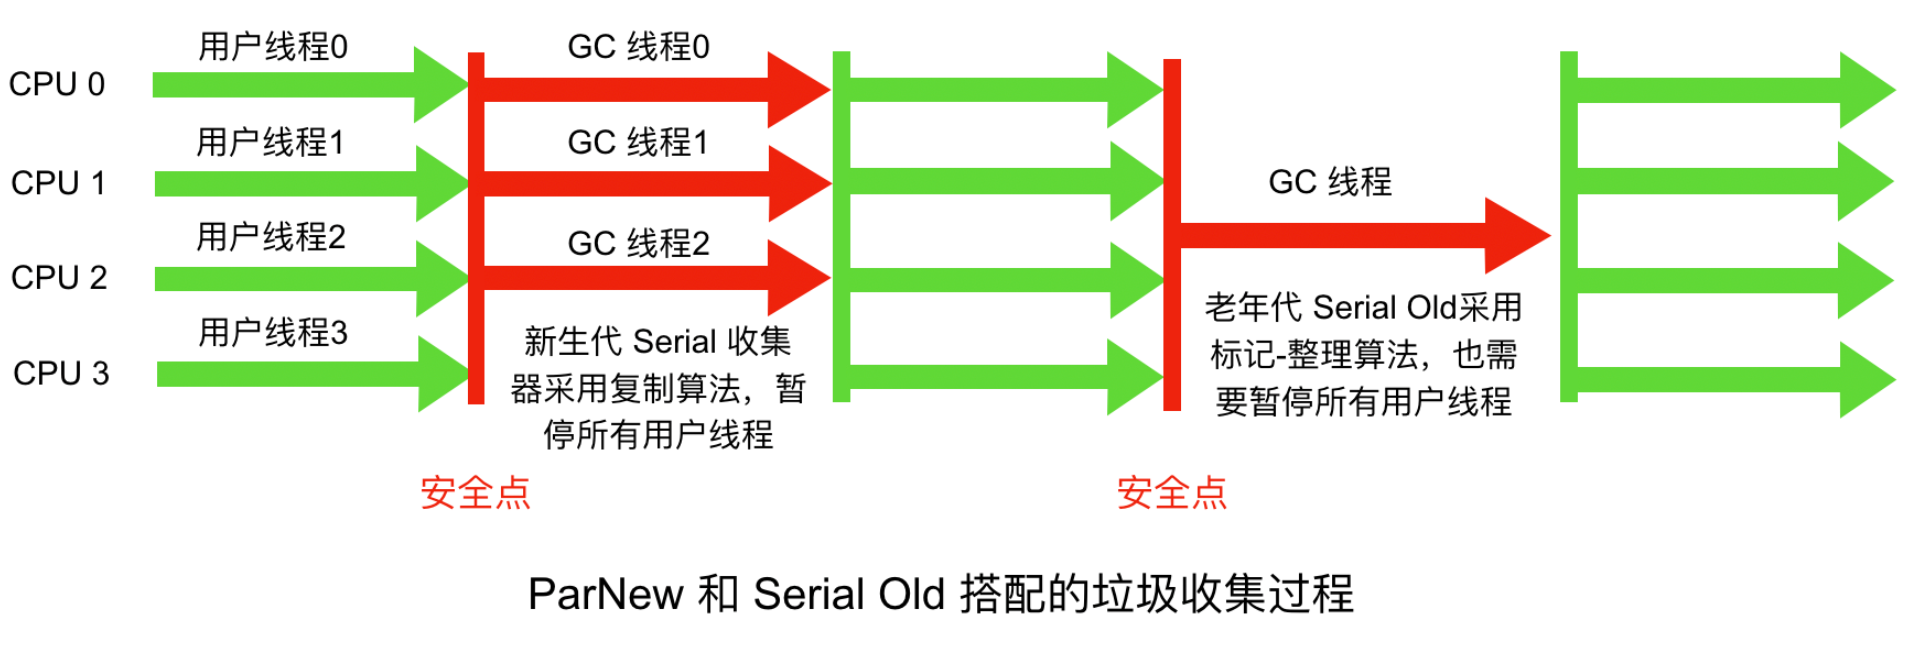 用户线程0
GC 线程0
CPU 0
用户线程1
GC 线程1
CPU 1
GC 线程
用户线程2
GC 线程2
CPU 2
用户线程3
CPU 3
新生代 Serial 收集
器采用复制算法，暂
停所有用户线程
老年代 Serial Old采用
标记-整理算法，也需
要暂停所有用户线程
安全点
安全点
ParNew 和 Serial Old 搭配的垃圾收集过程